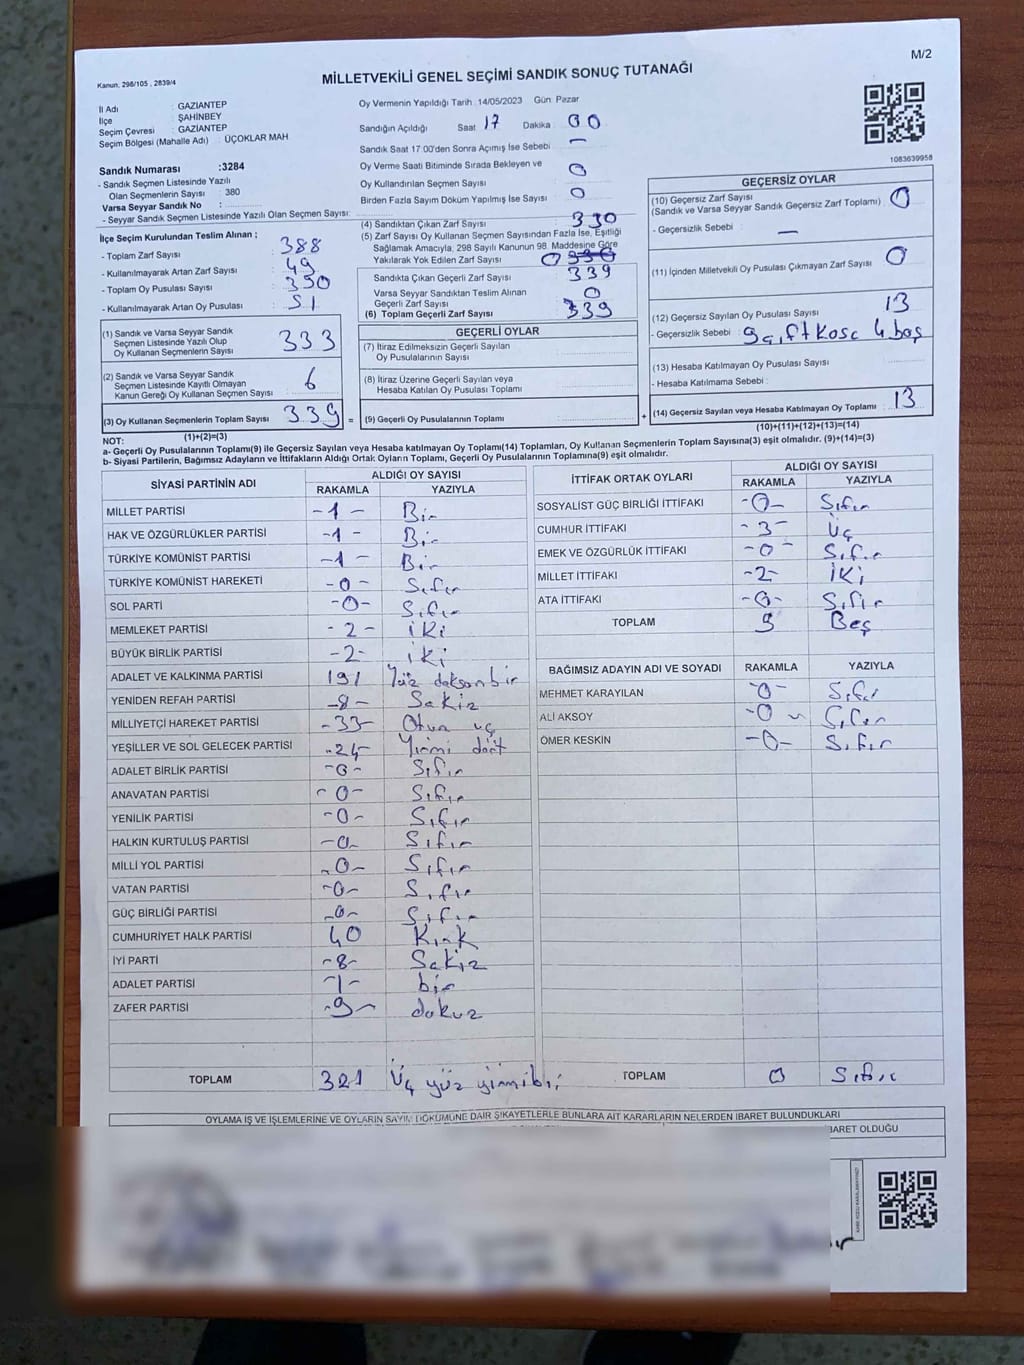 M/2
Kanun, 298/105 , 2839/4
MİLLETVEKİLİ GENEL SEÇİMİ SANDIK SONUÇ TUTANAĞI
İl Adı : GAZIANTEP
İlçe : ŞAHİNBEY
Seçim Çevresi : GAZIANTEP
Seçim Bölgesi (Mahalle Adı) : ÜÇOKLAR MAH
Oy Vermenin Yapıldığı Tarih :14/05/2023 Gün: Pazar
Sandığın Açıldığı Saat : 17 Dakika : 00
Sandık Saat 17:00'den Sonra Açımış İse Sebebi : —
Oy Verme Saati Bitiminde Sırada Bekleyen ve
Oy Kullandırılan Seçmen Sayısı : 0
Birden Fazla Sayım Döküm Yapılmış İse Sayısı : 0
1083639958
Sandık Numarası :3284
- Sandık Seçmen Listesinde Yazılı
Olan Seçmenlerin Sayısı : 380
Varsa Seyyar Sandık No :
- Seyyar Sandık Seçmen Listesinde Yazılı Olan Seçmen Sayısı:
İlçe Seçim Kurulundan Teslim Alınan ;
- Toplam Zarf Sayısı : 388
- Kullanılmayarak Artan Zarf Sayısı : 49
- Toplam Oy Pusulası Sayısı : 350
- Kullanılmayarak Artan Oy Pusulası : 51
(1) Sandık ve Varsa Seyyar Sandık
Seçmen Listesinde Yazılı Olup
Oy Kullanan Seçmenlerin Sayısı : 333
(2) Sandık ve Varsa Seyyar Sandık
Seçmen Listesinde Kayıtlı Olmayan
Kanun Gereği Oy Kullanan Seçmen Sayısı : 6
(3) Oy Kullanan Seçmenlerin Toplam Sayısı : 339 =
(1)+(2)=(3)
(4) Sandıktan Çıkan Zarf Sayısı : 330
(5) Zarf Sayısı Oy Kullanan Seçmen Sayısından Fazla İse, Eşitliği
Sağlamak Amacıyla, 298 Sayılı Kanunun 98. Maddesine Göre
Yakılarak Yok Edilen Zarf Sayısı : 0
Sandıkta Çıkan Geçerli Zarf Sayısı : 339
Varsa Seyyar Sandıktan Teslim Alınan
Geçerli Zarf Sayısı : 0
(6) Toplam Geçerli Zarf Sayısı : 339
GEÇERLİ OYLAR
(7) İtiraz Edilmeksizin Geçerli Sayılan
Oy Pusulalarının Sayısı :
(8) İtiraz Üzerine Geçerli Sayılan veya
Hesaba Katılan Oy Pusulası Toplamı :
(9) Geçerli Oy Pusulalarının Toplamı : +
GEÇERSİZ OYLAR
(10) Geçersiz Zarf Sayısı
(Sandık ve Varsa Seyyar Sandık Geçersiz Zarf Toplamı) : 0
- Geçersizlik Sebebi : —
(11) İçinden Milletvekili Oy Pusulası Çıkmayan Zarf Sayısı : 0
(12) Geçersiz Sayılan Oy Pusulası Sayısı : 13
- Geçersizlik Sebebi : 9 çift kose 4 boş
(13) Hesaba Katılmayan Oy Pusulası Sayısı :
- Hesaba Katılmama Sebebi :
(14) Geçersiz Sayılan veya Hesaba Katılmayan Oy Toplamı : 13
(10)+(11)+(12)+(13)=(14)
NOT:
a- Geçerli Oy Pusulalarının Toplamı(9) ile Geçersiz Sayılan veya Hesaba katılmayan Oy Toplamı(14) Toplamları, Oy Kullanan Seçmenlerin Toplam Sayısına(3) eşit olmalıdır. (9)+(14)=(3)
b- Siyasi Partilerin, Bağımsız Adayların ve İttifakların Aldığı Oyların Toplamı, Geçerli Oy Pusulalarının Toplamına(9) eşit olmalıdır.
SİYASİ PARTİNİN ADI ALDIĞI OY SAYISI
RAKAMLA YAZIYLA
MİLLET PARTİSİ -1- Bir
HAK VE ÖZGÜRLÜKLER PARTİSİ -1- Bir
TÜRKİYE KOMÜNİST PARTİSİ -1- Bir
TÜRKİYE KOMÜNİST HAREKETİ -0- Sıfır
SOL PARTİ -0- Sıfır
MEMLEKET PARTİSİ -2- iki
BÜYÜK BİRLİK PARTİSİ -2- iki
ADALET VE KALKINMA PARTİSİ 191 Yüz doksan bir
YENİDEN REFAH PARTİSİ -8- Sakiz
MİLLİYETÇİ HAREKET PARTİSİ -33- Otuz üç
YEŞİLLER VE SOL GELECEK PARTİSİ -24- Yirmi dört
ADALET BİRLİK PARTİSİ -0- Sıfır
ANAVATAN PARTİSİ -0- Sıfır
YENİLİK PARTİSİ -0- Sıfır
HALKIN KURTULUŞ PARTİSİ -0- Sıfır
MİLLİ YOL PARTİSİ -0- Sıfır
VATAN PARTİSİ -0- Sıfır
GÜÇ BİRLİĞİ PARTİSİ -0- Sıfır
CUMHURİYET HALK PARTİSİ 40 Kırk
İYİ PARTİ -8- Sakiz
ADALET PARTİSİ -1- bir
ZAFER PARTİSİ -9- dokuz
TOPLAM 321 Üç yüz yirmibir
İTTİFAK ORTAK OYLARI ALDIĞI OY SAYISI
RAKAMLA YAZIYLA
SOSYALİST GÜÇ BİRLİĞİ İTTİFAKI -0- Sıfır
CUMHUR İTTİFAKI -3- Üç
EMEK VE ÖZGÜRLÜK İTTİFAKI -0- Sıfır
MİLLET İTTİFAKI -2- İki
ATA İTTİFAKI -0- Sıfır
TOPLAM 5 Beş
BAĞIMSIZ ADAYIN ADI VE SOYADI RAKAMLA YAZIYLA
MEHMET KARAYILAN -0- Sıfır
ALİ AKSOY -0- Sıfır
ÖMER KESKİN -0- Sıfır
TOPLAM 0 Sıfır
OYLAMA İŞ VE İŞLEMLERİNE VE OYLARIN SAYIM DÖKÜMÜNE DAİR ŞİKAYETLERLE BUNLARA AİT KARARLARIN NELERDEN İBARET BULUNDUKLARI
BARET OLDUĞU